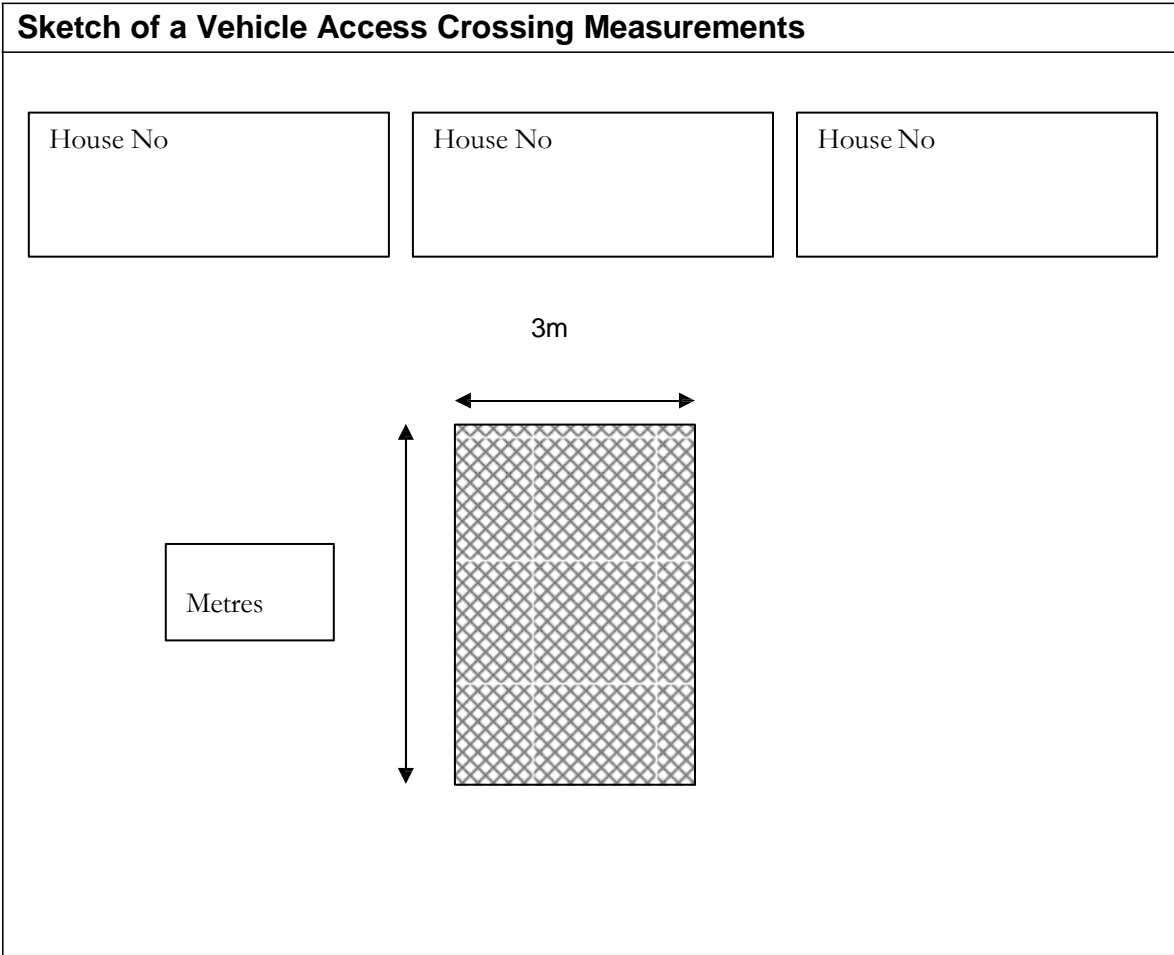 Sketch of a Vehicle Access Crossing Measurements
House No
House No
House No
3m
Metres